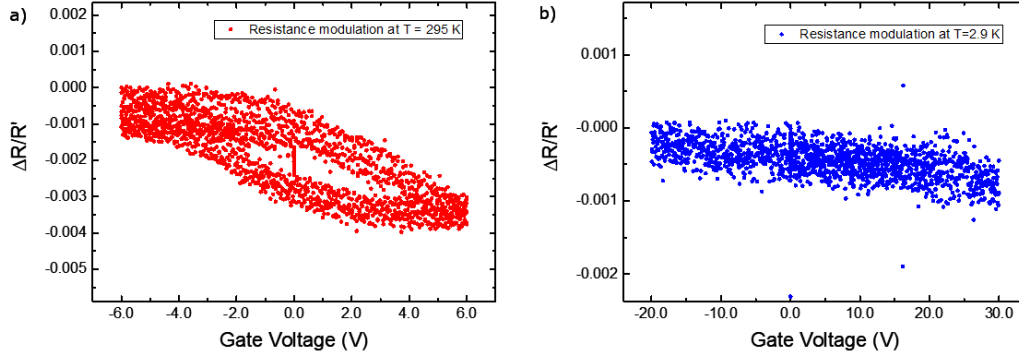 a)
Resistance modulation at T = 295 K
0.002
0.001
0.000
-0.001
-0.002
-0.003
-0.004
-0.005
ΔR/R'
-6.0 -4.0 -2.0 0.0 2.0 4.0 6.0
Gate Voltage (V)
b)
Resistance modulation at T=2.9 K
0.001
-0.000
-0.001
-0.002
ΔR/R'
-20.0 -10.0 0.0 10.0 20.0 30.0
Gate Voltage (V)